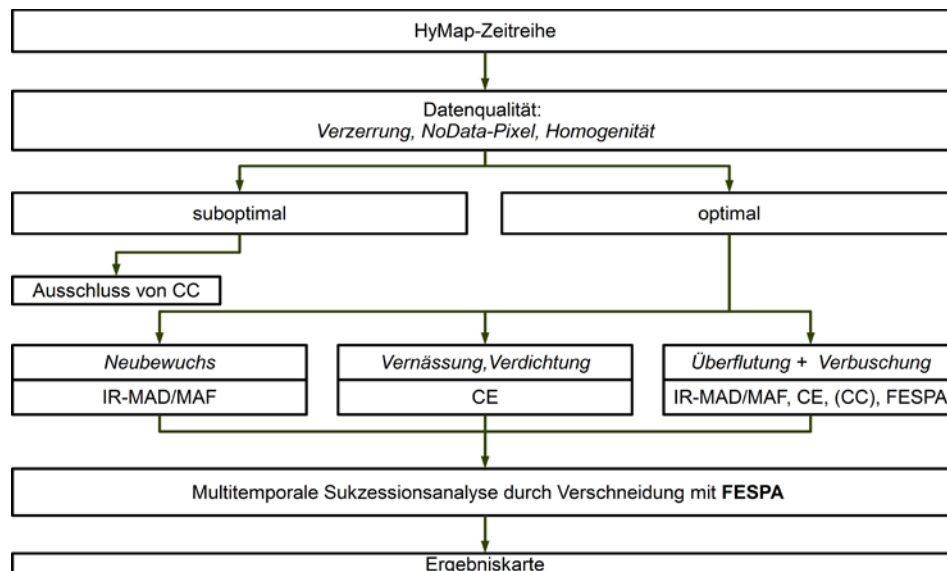 HyMap-Zeitreihe
Datenqualität:
Verzerrung, NoData-Pixel, Homogenität
suboptimal
optimal
Ausschluss von CC
Neubewuchs
IR-MAD/MAF
Vernässung,Verdichtung
CE
Überflutung + Verbuschung
IR-MAD/MAF, CE, (CC), FESPA
Multitemporale Sukzessionsanalyse durch Verschneidung mit FESPA
Ergebniskarte